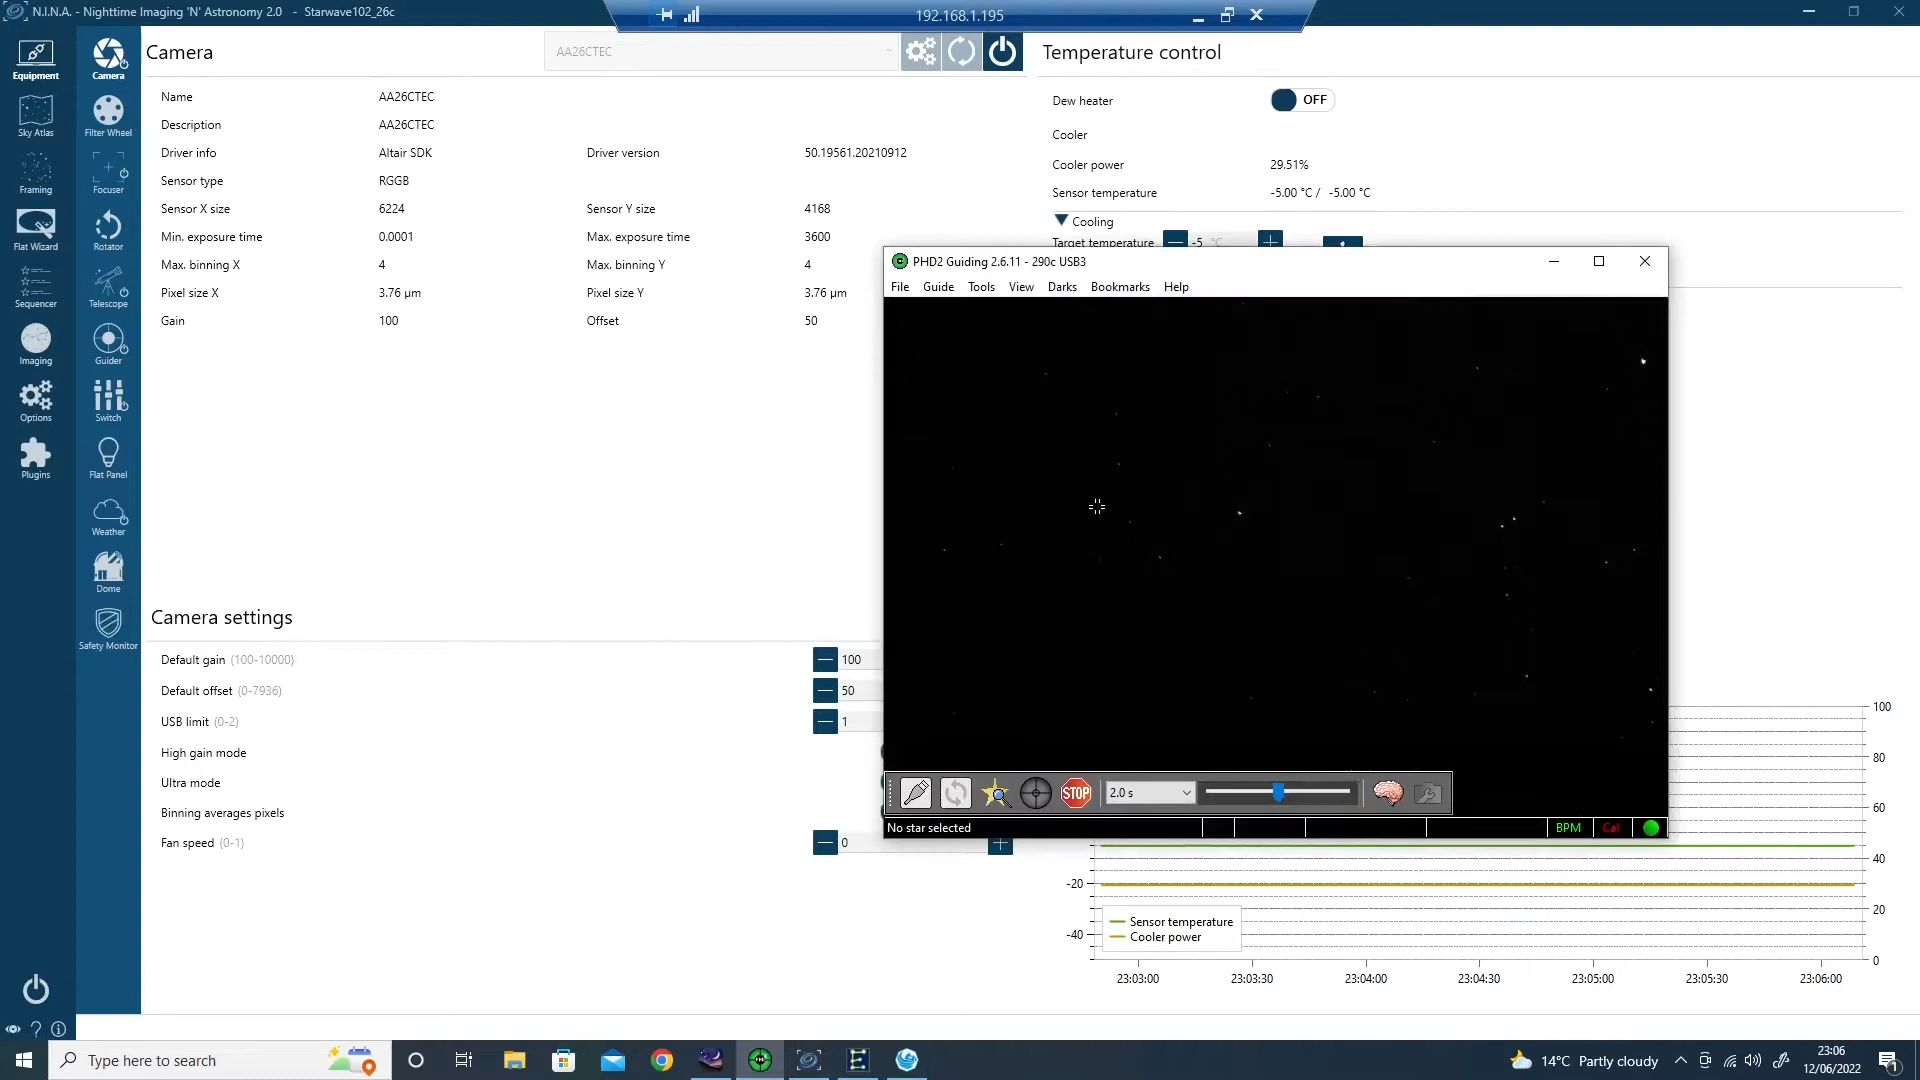 N.I.N.A. - Nighttime Imaging 'N' Astronomy 2.0 - Starwave102_26c
192.168.1.195
Equipment
Sky Atlas
Framing
Flat Wizard
Sequencer
Imaging
Options
Plugins
Camera
Filter Wheel
Focuser
Rotator
Telescope
Guider
Switch
Flat Panel
Weather
Dome
Safety Monitor
Camera
AA26CTEC
Name AA26CTEC
Description AA26CTEC
Driver info Altair SDK Driver version 50.19561.20210912
Sensor type RGGB
Sensor X size 6224 Sensor Y size 4168
Min. exposure time 0.0001 Max. exposure time 3600
Max. binning X 4 Max. binning Y 4
Pixel size X 3.76 µm Pixel size Y 3.76 µm
Gain 100 Offset 50
Temperature control
Dew heater OFF
Cooler
Cooler power 29.51%
Sensor temperature -5.00 °C / -5.00 °C
Cooling
Target temperature -5 °C
PHD2 Guiding 2.6.11 - 290c USB3
File Guide Tools View Darks Bookmarks Help
STOP 2.0 s
No star selected BPM Cal
Camera settings
Default gain (100-10000) 100
Default offset (0-7936) 50
USB limit (0-2) 1
High gain mode
Ultra mode
Binning averages pixels
Fan speed (0-1) 0
100
80
60
40
20
0
-20
-40
Sensor temperature
Cooler power
23:03:00 23:03:30 23:04:00 23:04:30 23:05:00 23:05:30 23:06:00
Type here to search
14°C Partly cloudy
23:06
12/06/2022
1